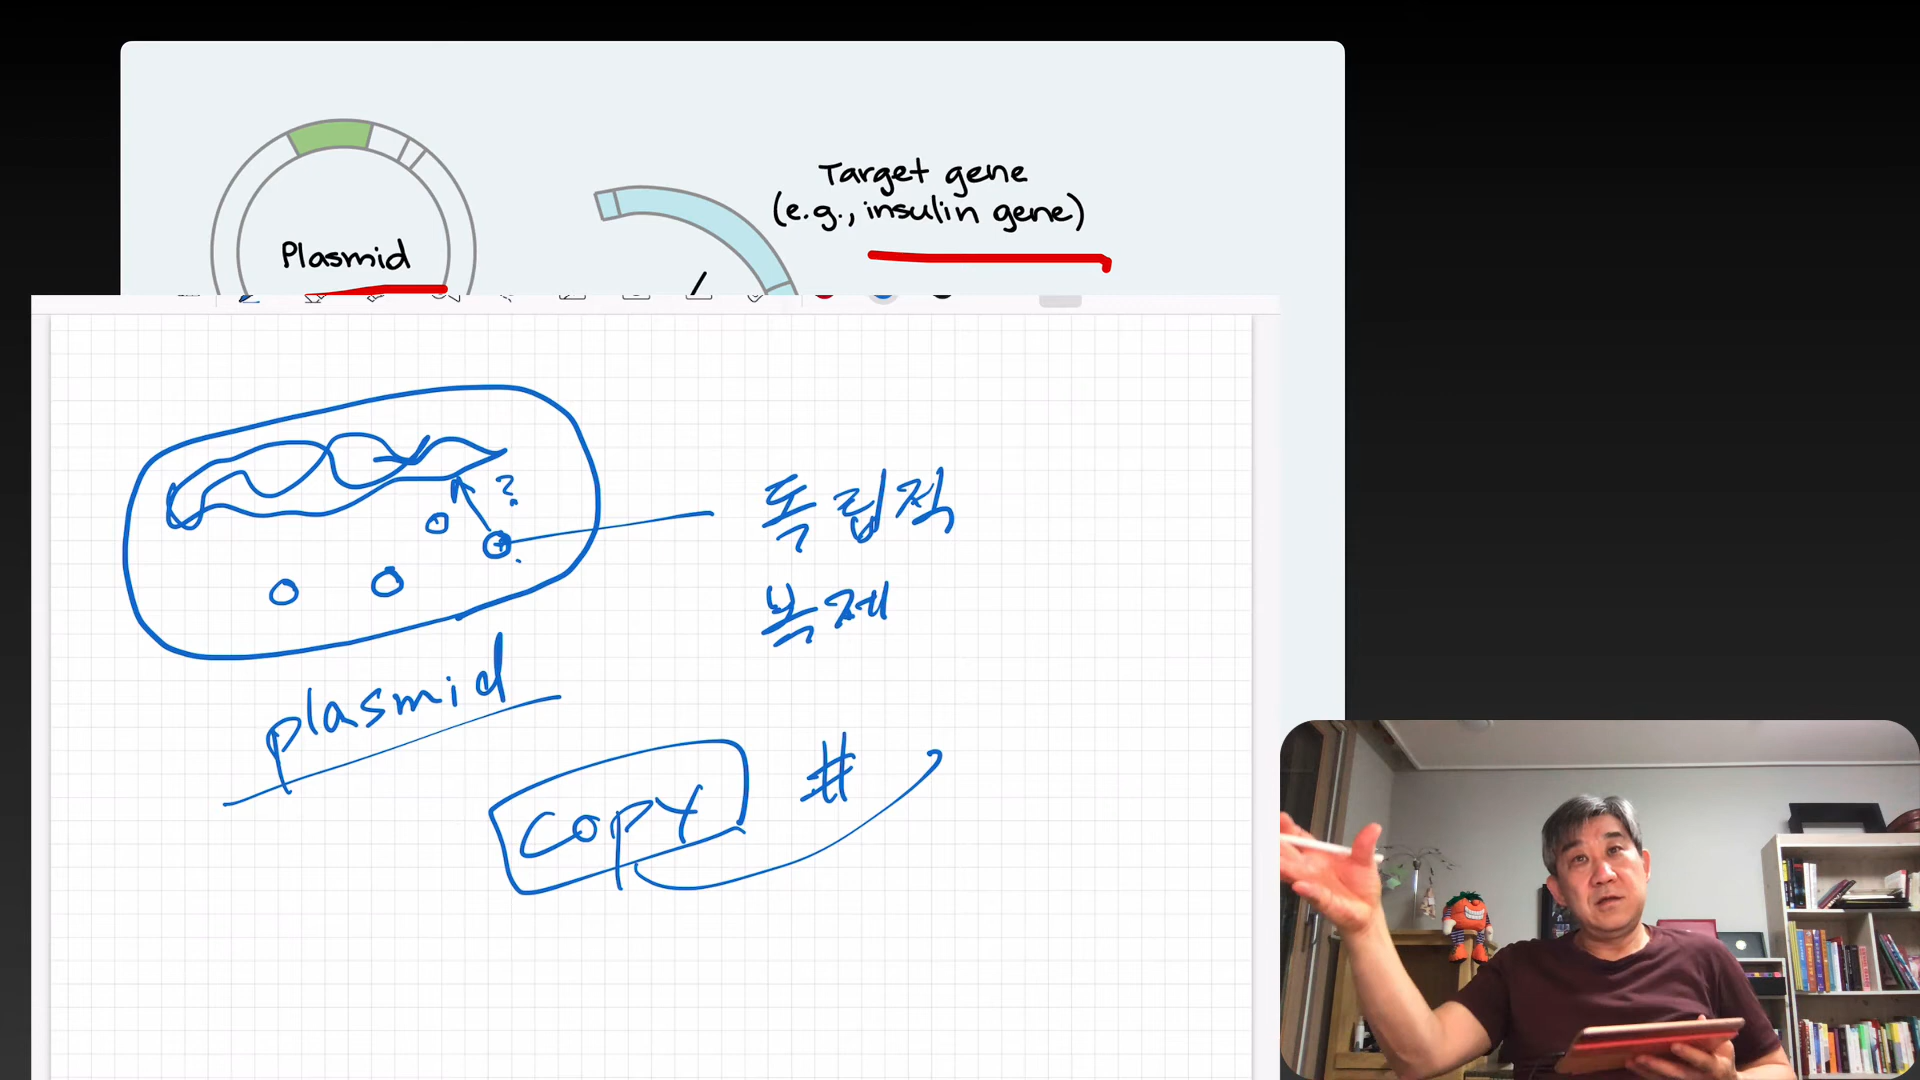 Target gene
(e.g., insulin gene)
Plasmid
?
독립적
복제
plasmid
copy #